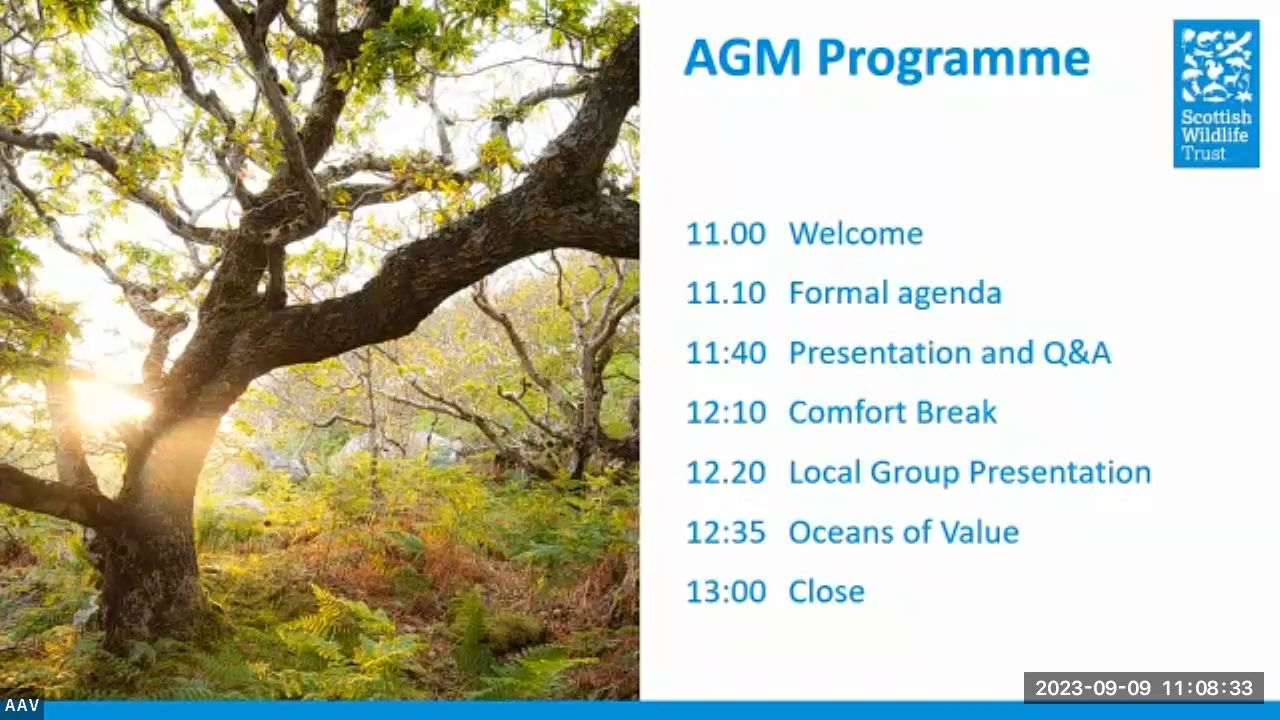 AGM Programme
Scottish
Wildlife
Trust
11.00 Welcome
11.10 Formal agenda
11:40 Presentation and Q&A
12:10 Comfort Break
12.20 Local Group Presentation
12:35 Oceans of Value
13:00 Close
2023-09-09 11:08:33
AAV